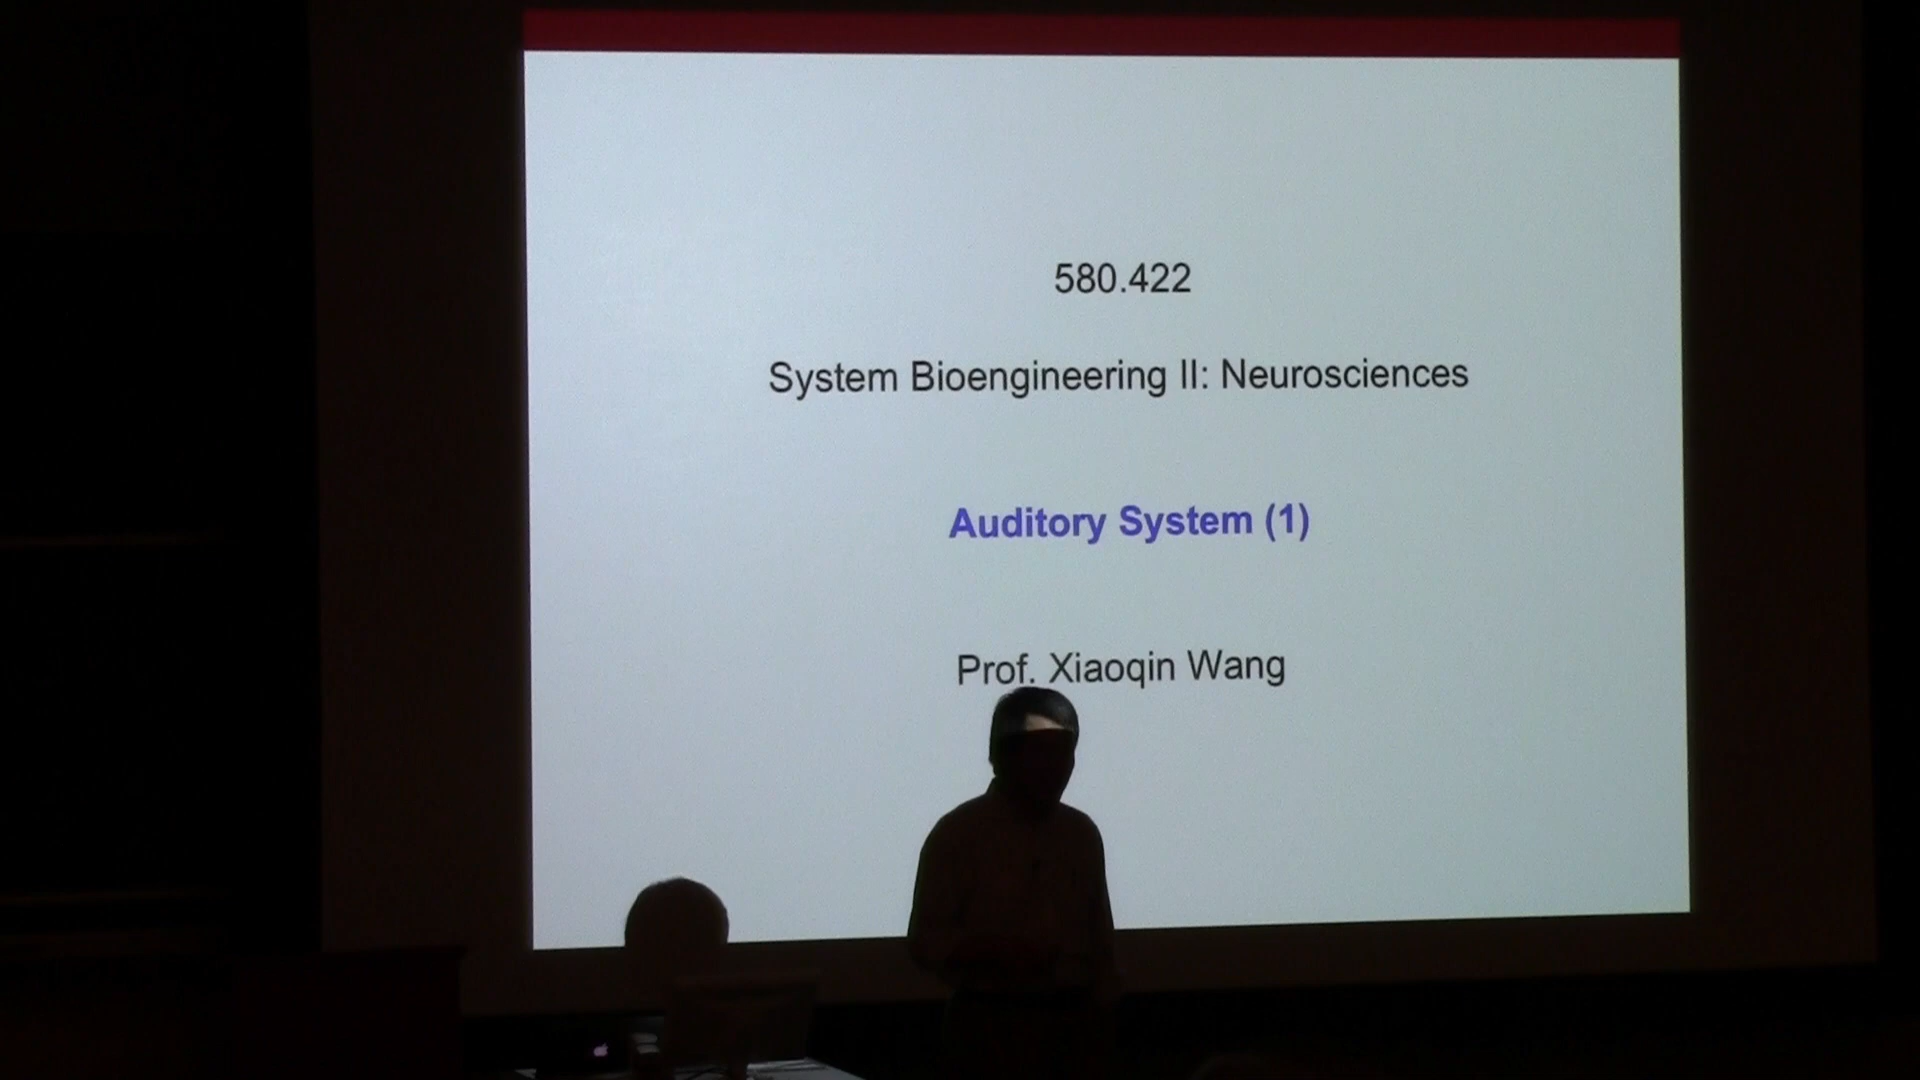 580.422
System Bioengineering II: Neurosciences
Auditory System (1)
Prof. Xiaoqin Wang